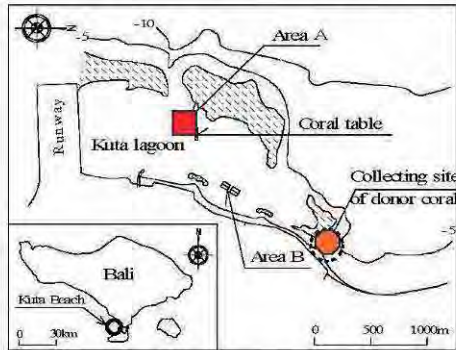 -5
-10
N
Area A
Runway
Coral table
Kuta lagoon
Collecting site
of donor coral
Area B
-5
N
Bali
Kuta Beach
0 30km
0 500 1000m